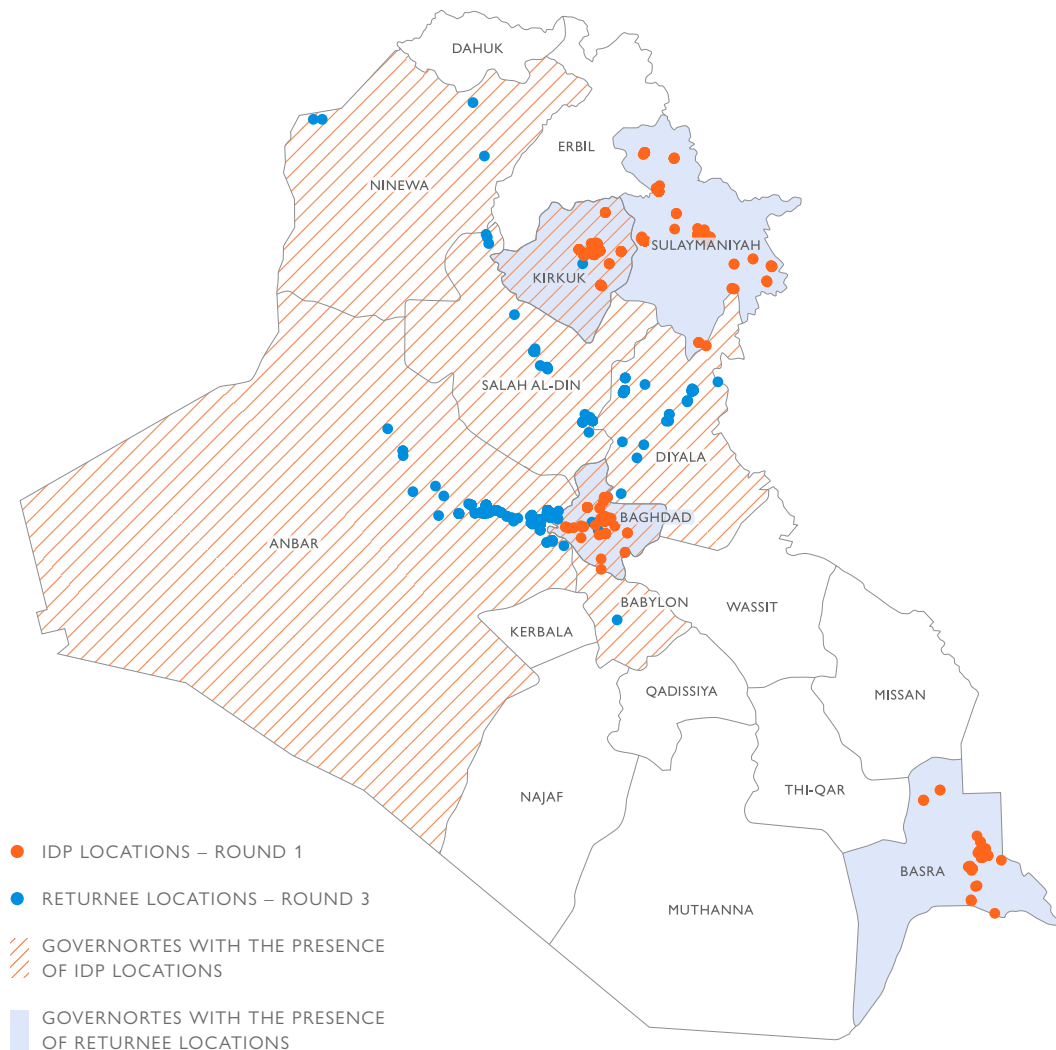 DAHUK
ERBIL
NINEWA
SULAYMANIYAH
KIRKUK
SALAH AL-DIN
DIYALA
BAGHDAD
ANBAR
BABYLON
WASSIT
KERBALA
QADISSIYA
MISSAN
THI-QAR
NAJAF
BASRA
MUTHANNA
IDP LOCATIONS – ROUND 1
RETURNEE LOCATIONS – ROUND 3
GOVERNORTES WITH THE PRESENCE
OF IDP LOCATIONS
GOVERNORTES WITH THE PRESENCE
OF RETURNEE LOCATIONS